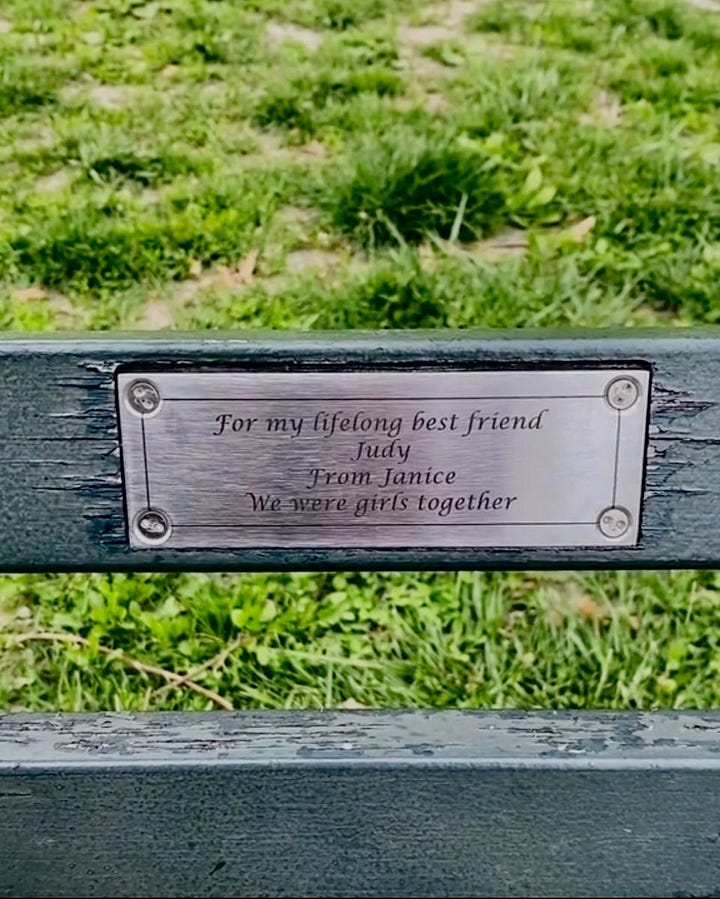 For my lifelong best friend
Judy
From Janice
We were girls together